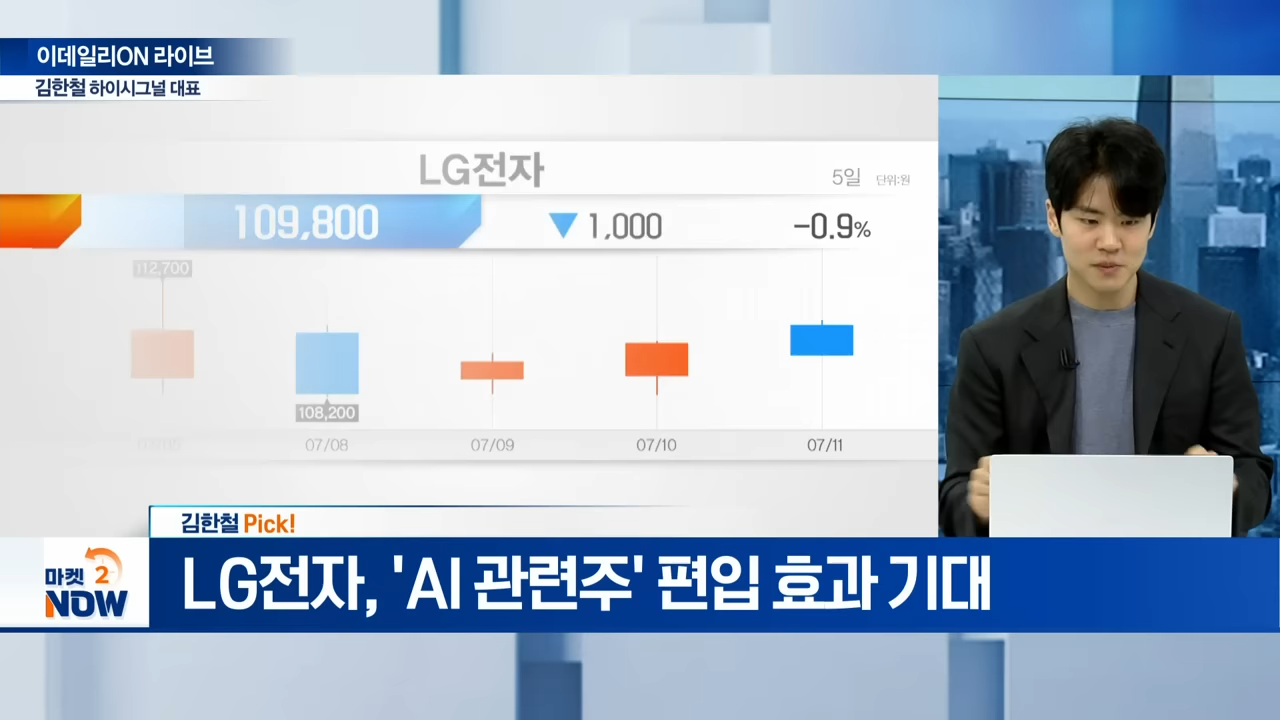 이데일리ON 라이브
김한철 하이시그널 대표
LG전자
5일 단위:원
109,800 ▼ 1,000 -0.9%
112,700
108,200
07/08 07/09 07/10 07/11
김한철 Pick!
마켓 2
NOW
LG전자, 'AI 관련주' 편입 효과 기대